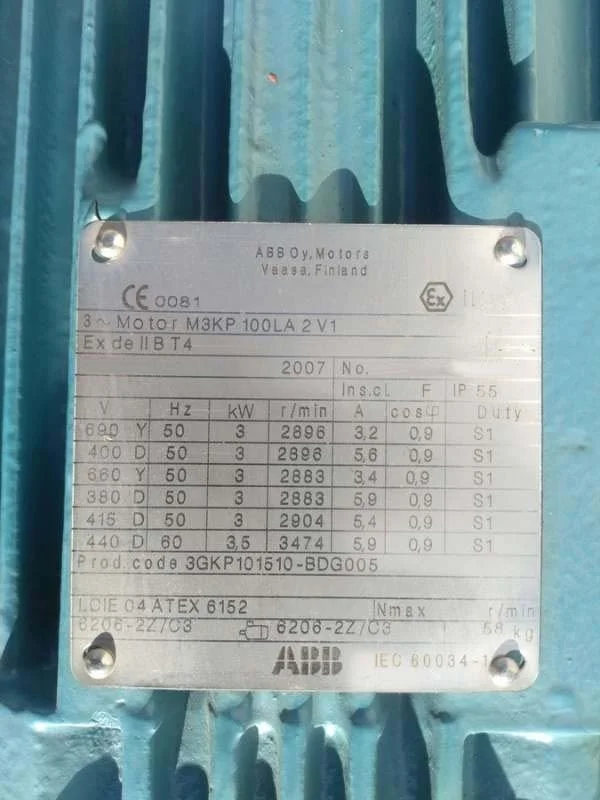 ABB Oy, Motors
Vaasa, Finland
CE 0081 Ex
3~Motor M3KP 100LA 2 V1
Ex de II B T4
2007 No.
Ins.cl. F IP 55
V Hz kW r/min A cosφ Duty
690 Y 50 3 2896 3,2 0,9 S1
400 D 50 3 2896 5,6 0,9 S1
660 Y 50 3 2883 3,4 0,9 S1
380 D 50 3 2883 5,9 0,9 S1
415 D 50 3 2904 5,4 0,9 S1
440 D 60 3,5 3474 5,9 0,9 S1
Prod. code 3GKP101510-BDG005
LCIE 04 ATEX 6152 Nmax r/min
6206-2Z/C3 6206-2Z/C3 58 kg
ABB IEC 60034-1